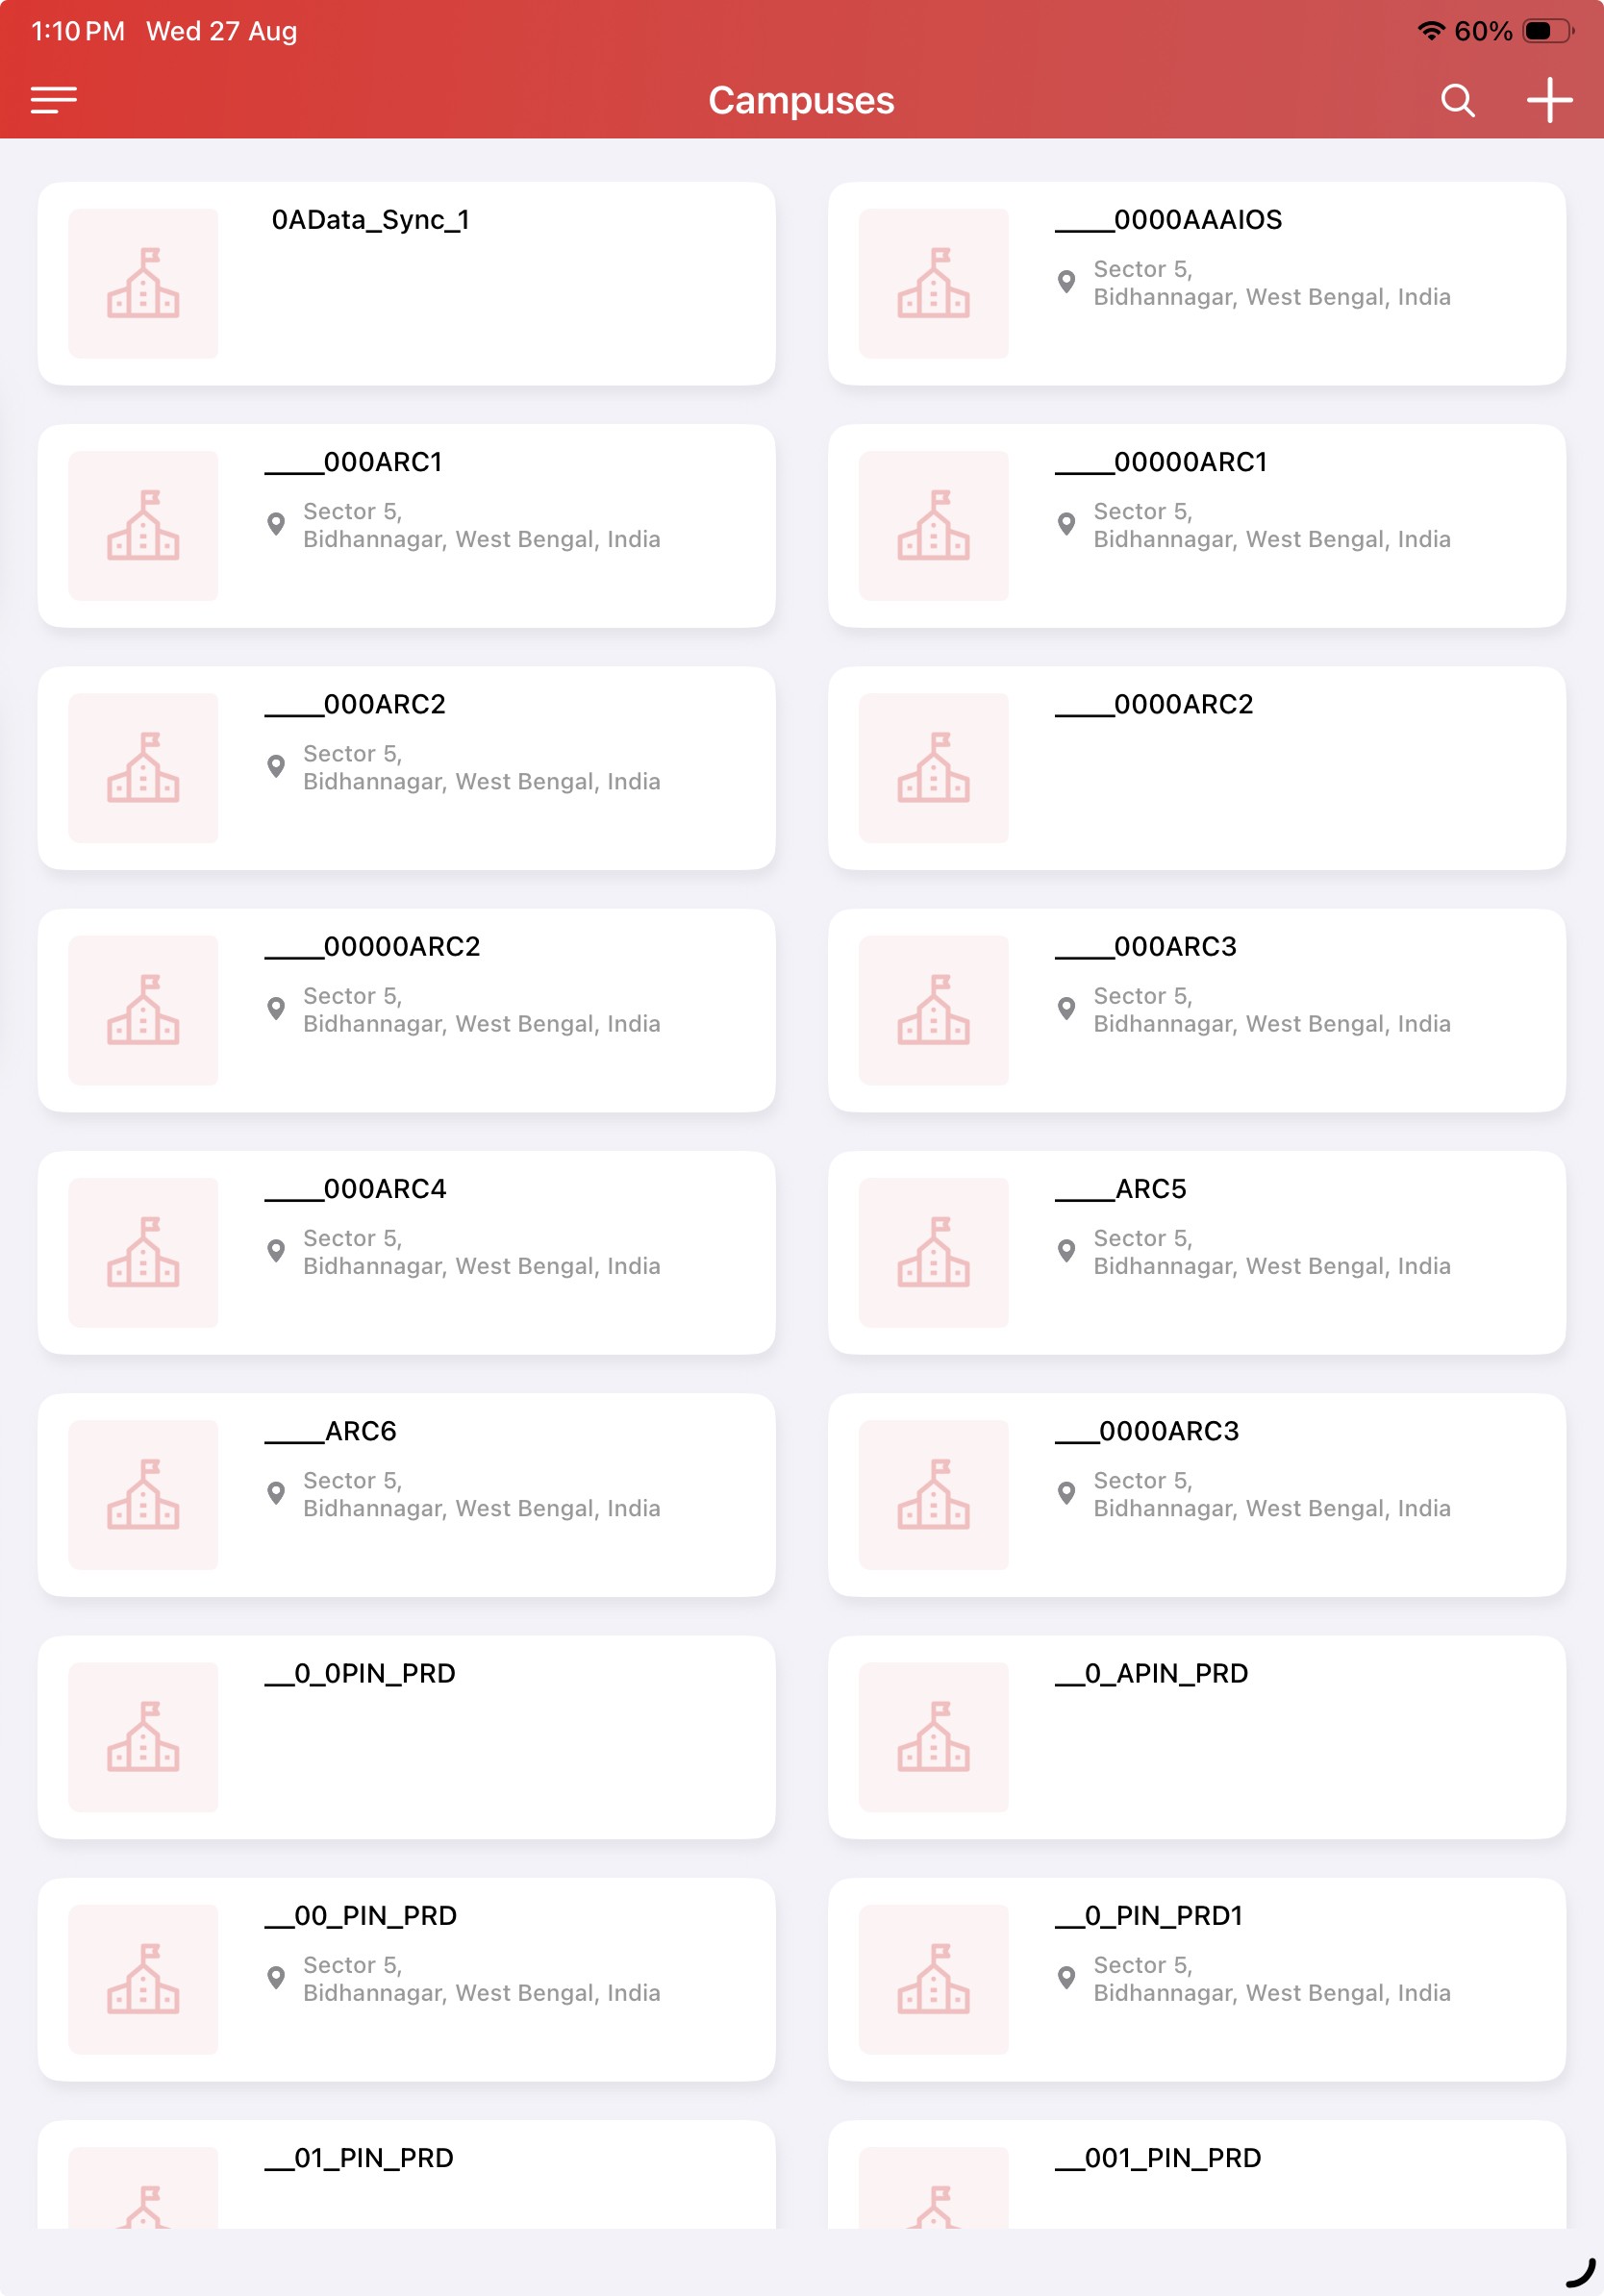 1:10 PM Wed 27 Aug 60%
Campuses
0AData_Sync_1
____0000AAAIOS
Sector 5,
Bidhannagar, West Bengal, India
____000ARC1
Sector 5,
Bidhannagar, West Bengal, India
____00000ARC1
Sector 5,
Bidhannagar, West Bengal, India
____000ARC2
Sector 5,
Bidhannagar, West Bengal, India
____0000ARC2
____00000ARC2
Sector 5,
Bidhannagar, West Bengal, India
____000ARC3
Sector 5,
Bidhannagar, West Bengal, India
____000ARC4
Sector 5,
Bidhannagar, West Bengal, India
____ARC5
Sector 5,
Bidhannagar, West Bengal, India
____ARC6
Sector 5,
Bidhannagar, West Bengal, India
___0000ARC3
Sector 5,
Bidhannagar, West Bengal, India
__0_0PIN_PRD
__0_APIN_PRD
__00_PIN_PRD
Sector 5,
Bidhannagar, West Bengal, India
__0_PIN_PRD1
Sector 5,
Bidhannagar, West Bengal, India
__01_PIN_PRD
__001_PIN_PRD